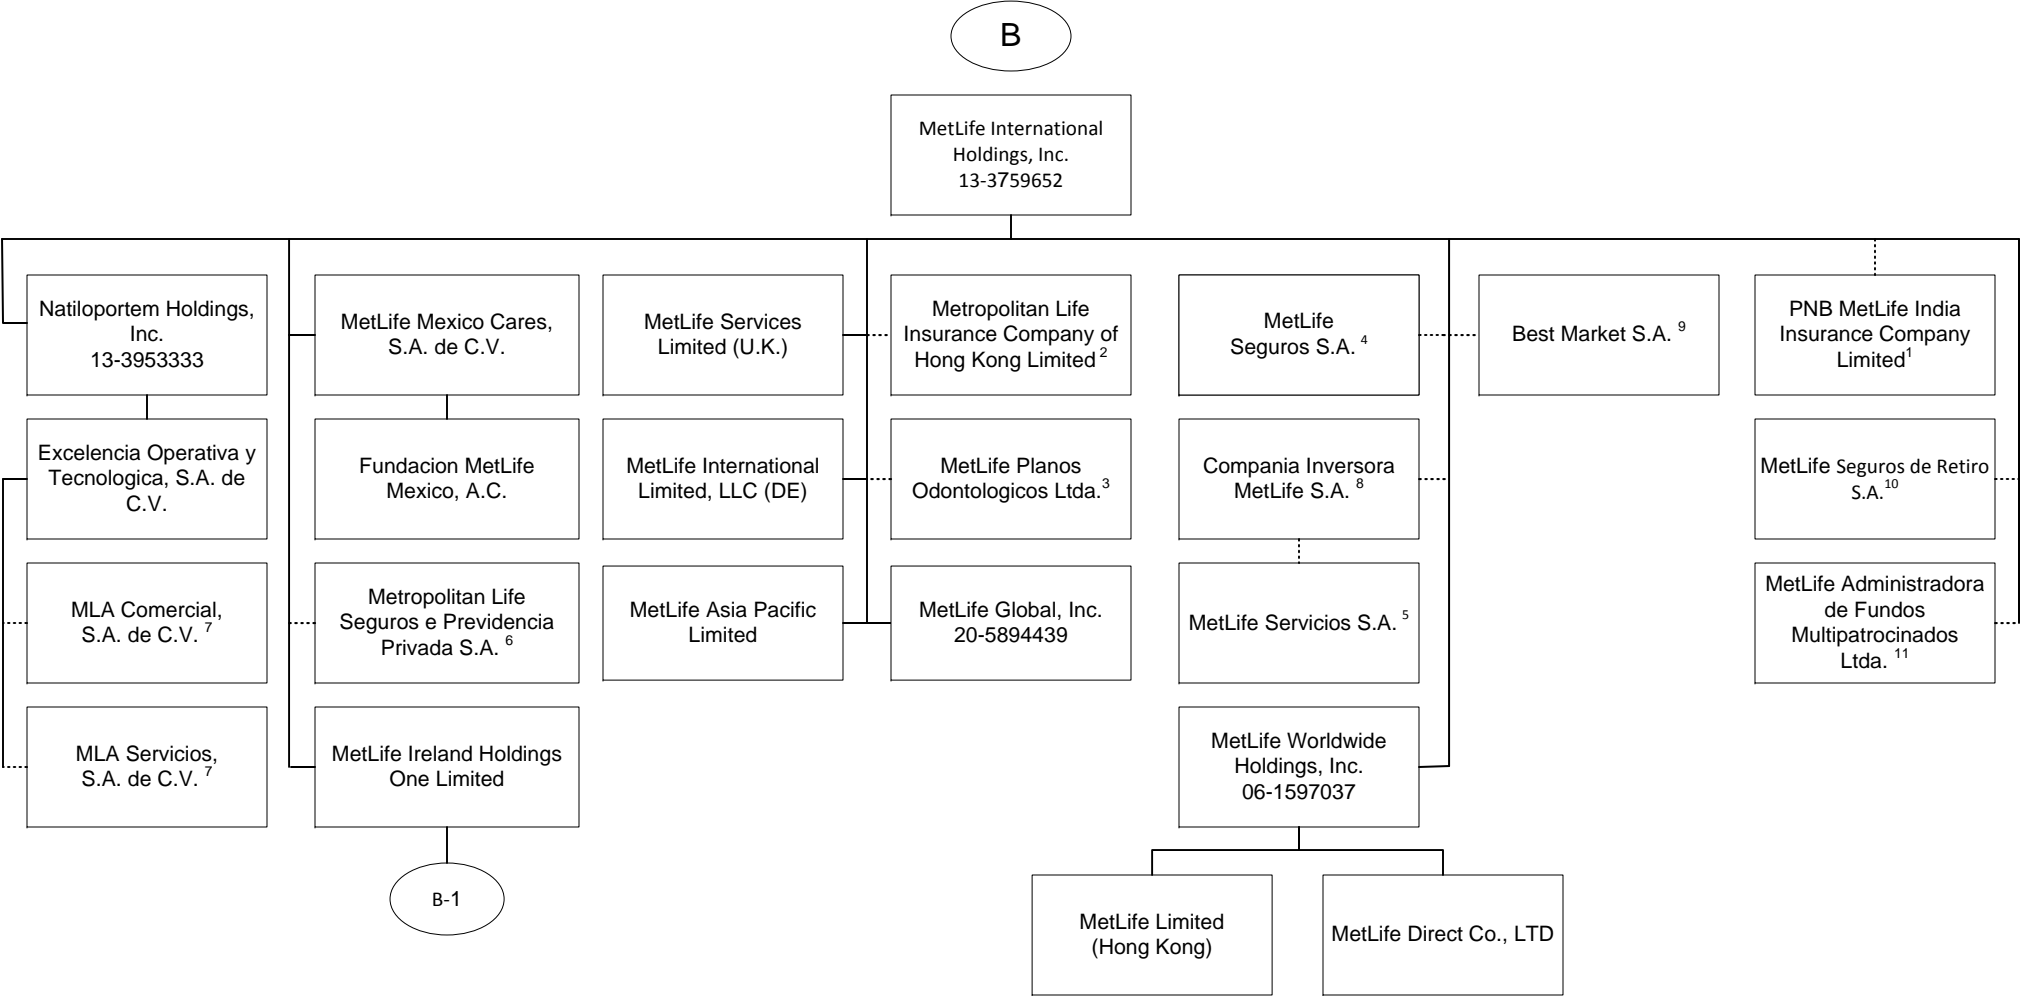 B
MetLife International
Holdings, Inc.
13-3759652
Natiloportem Holdings,
Inc.
13-3953333
MetLife Mexico Cares,
S.A. de C.V.
MetLife Services
Limited (U.K.)
Metropolitan Life
Insurance Company of
Hong Kong Limited 2
MetLife
Seguros S.A. 4
Best Market S.A. 9
PNB MetLife India
Insurance Company
Limited1
Excelencia Operativa y
Tecnologica, S.A. de
C.V.
Fundacion MetLife
Mexico, A.C.
MetLife International
Limited, LLC (DE)
MetLife Planos
Odontologicos Ltda.3
Compania Inversora
MetLife S.A. 8
MetLife Seguros de Retiro
S.A.10
MLA Comercial,
S.A. de C.V. 7
Metropolitan Life
Seguros e Previdencia
Privada S.A. 6
MetLife Asia Pacific
Limited
MetLife Global, Inc.
20-5894439
MetLife Servicios S.A. 5
MetLife Administradora
de Fundos
Multipatrocinados
Ltda. 11
MLA Servicios,
S.A. de C.V. 7
MetLife Ireland Holdings
One Limited
MetLife Worldwide
Holdings, Inc.
06-1597037
B-1
MetLife Limited
(Hong Kong)
MetLife Direct Co., LTD